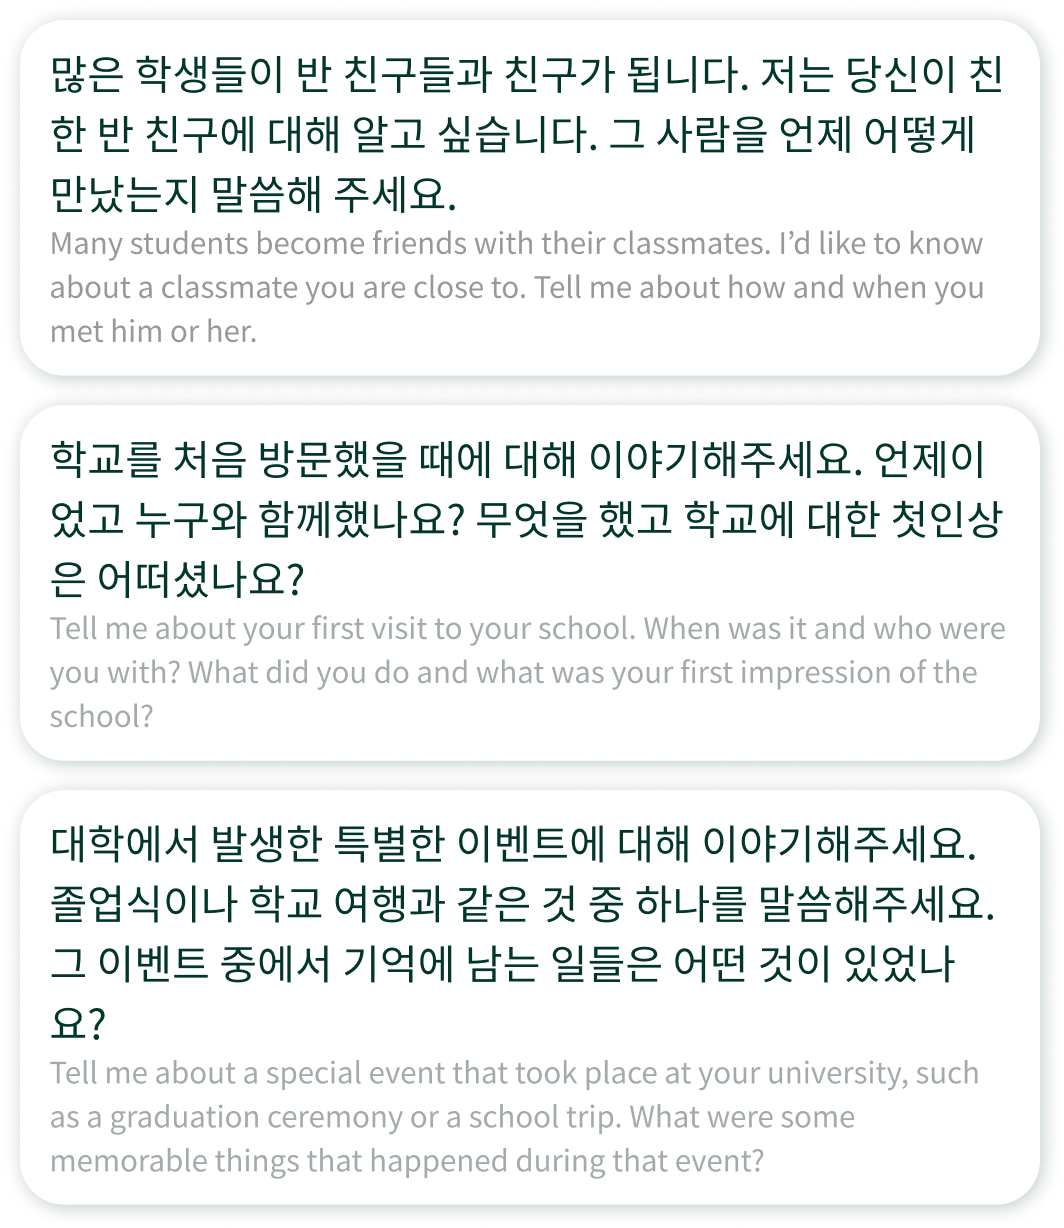 많은 학생들이 반 친구들과 친구가 됩니다. 저는 당신이 친
한 반 친구에 대해 알고 싶습니다. 그 사람을 언제 어떻게
만났는지 말씀해 주세요.
Many students become friends with their classmates. I’d like to know
about a classmate you are close to. Tell me about how and when you
met him or her.
학교를 처음 방문했을 때에 대해 이야기해주세요. 언제이
었고 누구와 함께했나요? 무엇을 했고 학교에 대한 첫인상
은 어떠셨나요?
Tell me about your first visit to your school. When was it and who were
you with? What did you do and what was your first impression of the
school?
대학에서 발생한 특별한 이벤트에 대해 이야기해주세요.
졸업식이나 학교 여행과 같은 것 중 하나를 말씀해주세요.
그 이벤트 중에서 기억에 남는 일들은 어떤 것이 있었나
요?
Tell me about a special event that took place at your university, such
as a graduation ceremony or a school trip. What were some
memorable things that happened during that event?